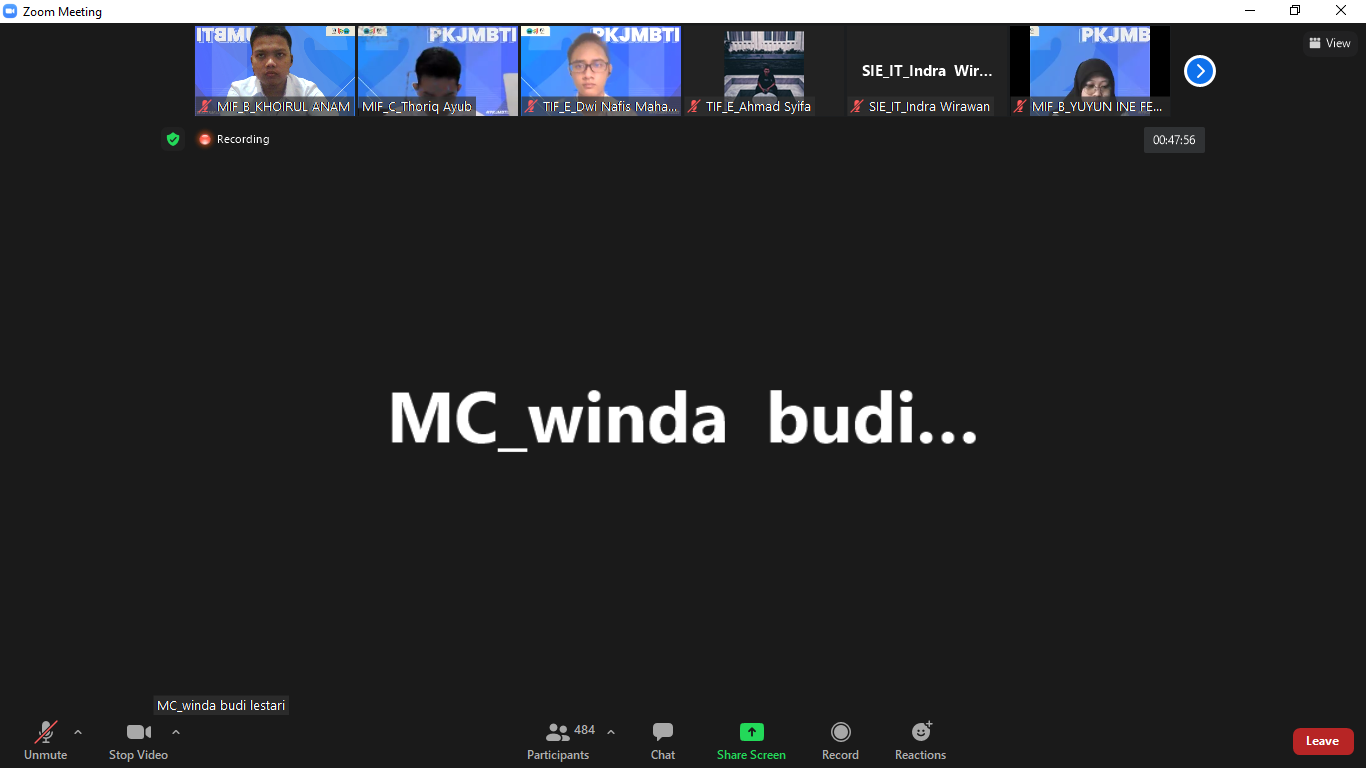 Zoom Meeting
UMBTI
PKJMBTI
PKJMBTI
PKJMB
MIF_B_KHOIRUL ANAM
MIF_C_Thoriq Ayub
TIF_E_Dwi Nafis Maha...
TIF_E_Ahmad Syifa
SIE_IT_Indra Wir...
SIE_IT_Indra Wirawan
MIF_B_YUYUN INE FE...
View
Recording
00:47:56
MC_winda budi...
MC_winda budi lestari
Unmute
Stop Video
484
Participants
Chat
Share Screen
Record
Reactions
Leave